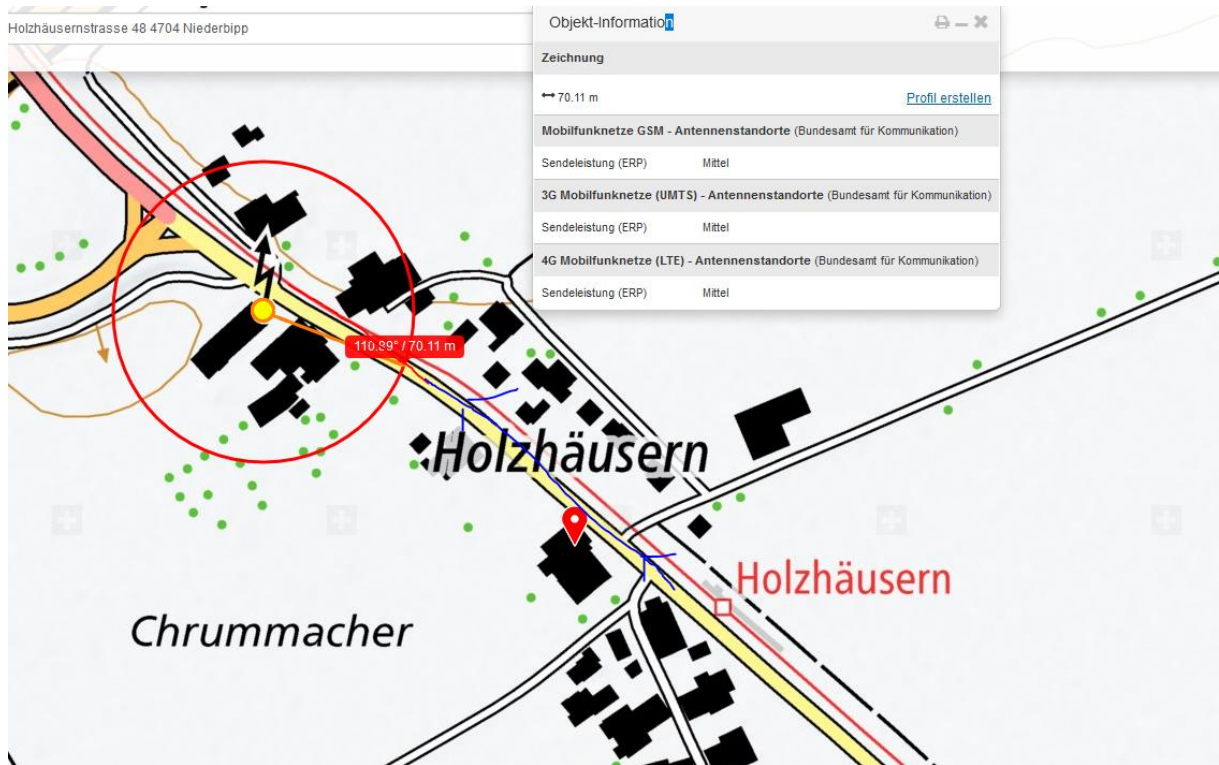 Holzhäusernstrasse 48 4704 Niederbipp
Objekt-Information
Zeichnung
70.11 m
Profil erstellen
Mobilfunknetze GSM - Antennenstandorte (Bundesamt für Kommunikation)
Sendeleistung (ERP) Mittel
3G Mobilfunknetze (UMTS) - Antennenstandorte (Bundesamt für Kommunikation)
Sendeleistung (ERP) Mittel
4G Mobilfunknetze (LTE) - Antennenstandorte (Bundesamt für Kommunikation)
Sendeleistung (ERP) Mittel
110.89° / 70.11 m
Holzhäusern
Holzhäusern
Chrummacher